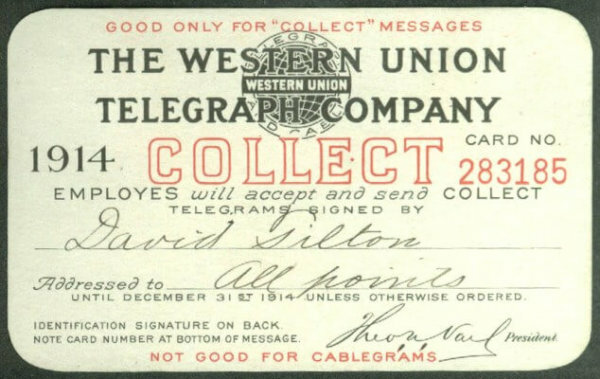 GOOD ONLY FOR "COLLECT" MESSAGES
THE WESTERN UNION
TELEGRAPH COMPANY
TELEGRAPH
WESTERN UNION
AND CABLE
1914 COLLECT CARD NO. 283185
EMPLOYES will accept and send COLLECT
TELEGRAMS SIGNED BY
David Silton
Addressed to All points
UNTIL DECEMBER 31ST 1914 UNLESS OTHERWISE ORDERED.
IDENTIFICATION SIGNATURE ON BACK.
NOTE CARD NUMBER AT BOTTOM OF MESSAGE.
Theo. N. Vail President
NOT GOOD FOR CABLEGRAMS